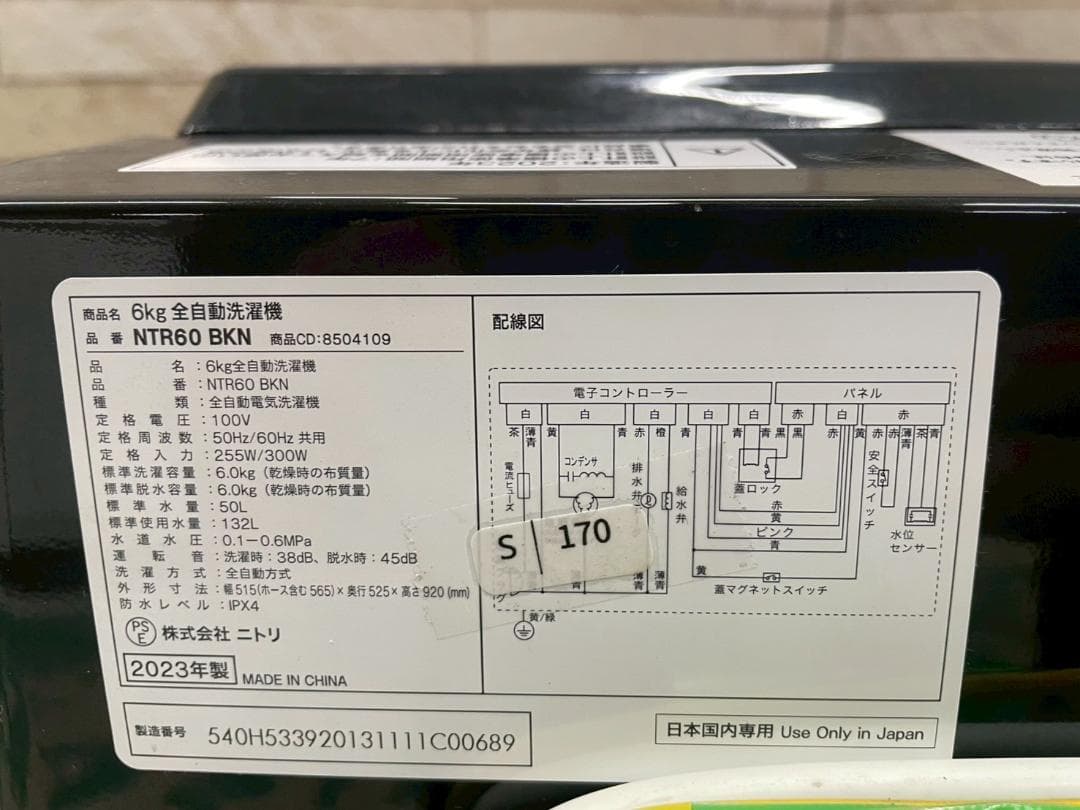 商品名 6kg 全自動洗濯機
品番 NTR60 BKN 商品CD:8504109
品名:6kg全自動洗濯機
品番:NTR60 BKN
種類:全自動電気洗濯機
定格電圧:100V
定格周波数:50Hz/60Hz 共用
定格入力:255W/300W
標準洗濯容量:6.0kg (乾燥時の布質量)
標準脱水容量:6.0kg (乾燥時の布質量)
標準水量:50L
標準使用水量:132L
水道水圧:0.1-0.6MPa
運転音:洗濯時:38dB、脱水時:45dB
洗濯方式:全自動方式
外形寸法:幅515(ホース含む565)×奥行525×高さ920(mm)
防水レベル:IPX4
PSE 株式会社 ニトリ
2023年製 MADE IN CHINA
製造番号 540H533920131111C00689
配線図
電子コントローラー パネル
白 白 白 白 白 赤 白 赤
茶 薄青 黄 青 赤 橙 青 青 青 黒 黒 赤 黄 赤 赤 薄青 茶 青
電流ヒューズ
コンデンサ
排水弁
給水弁
蓋ロック
安全スイッチ
水位センサー
赤
黄
ピンク
青
S 170
青 薄青 薄青
黄
蓋マグネットスイッチ
黄/緑
日本国内専用 Use Only in Japan